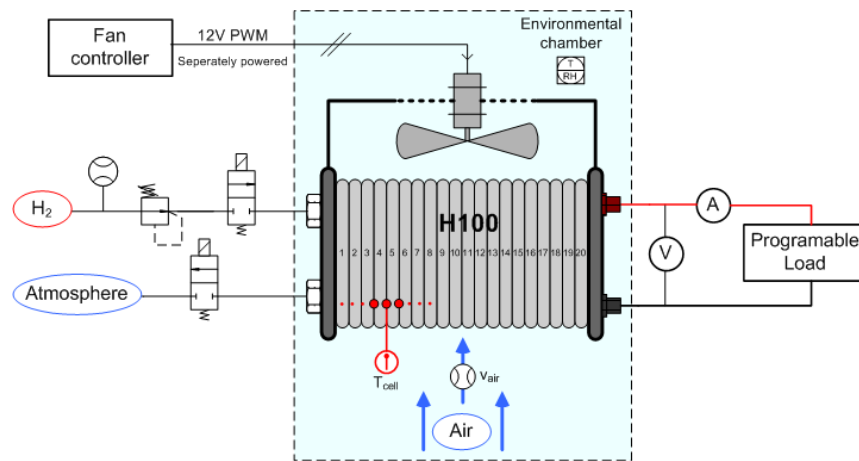 Fan
controller
12V PWM
Seperately powered
Environmental
chamber
T
RH
H2
H100
1 2 3 4 5 6 7 8 9 10 11 12 13 14 15 16 17 18 19 20
A
V
Programable
Load
Atmosphere
Tcell
vair
Air